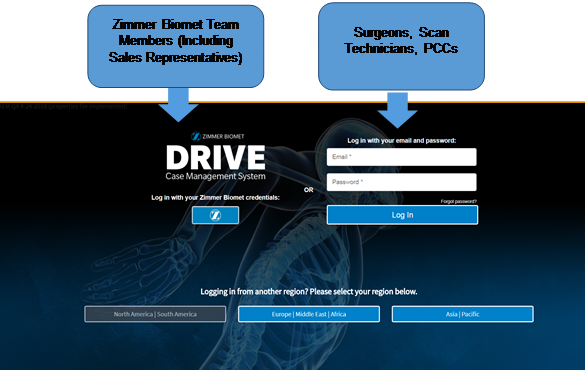 Zimmer Biomet Team
Members (Including
Sales Representatives)
Surgeons, Scan
Technicians, PCCs
ZIMMER BIOMET
DRIVE
Case Management System
Log in with your Zimmer Biomet credentials:
OR
Log in with your email and password:
Email *
Password *
Forgot password?
Log In
Logging in from another region? Please select your region below.
North America | South America
Europe | Middle East | Africa
Asia | Pacific